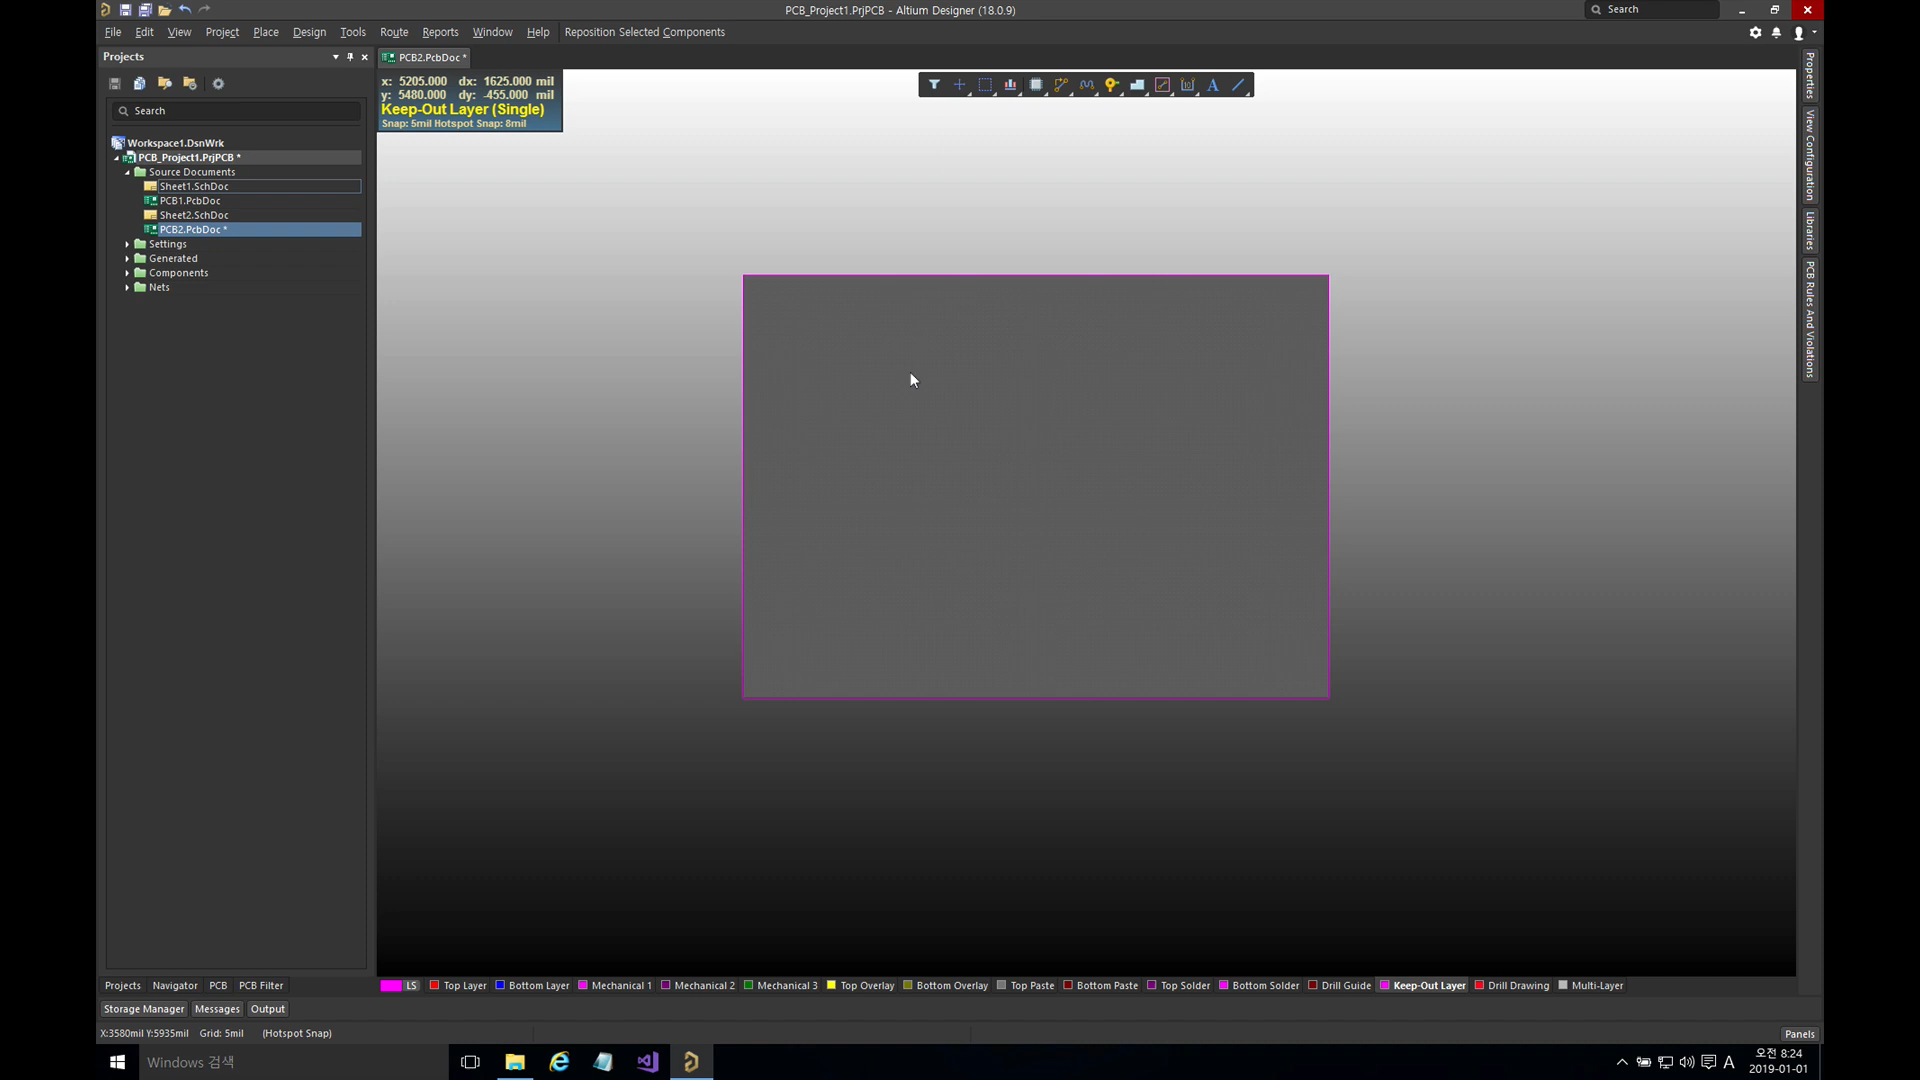 PCB_Project1.PrjPCB - Altium Designer (18.0.9)
Search
File Edit View Project Place Design Tools Route Reports Window Help Reposition Selected Components
Projects
PCB2.PcbDoc *
x: 5205.000 dx: 1625.000 mil
y: 5480.000 dy: -455.000 mil
Keep-Out Layer (Single)
Snap: 5mil Hotspot Snap: 8mil
Search
Workspace1.DsnWrk
PCB_Project1.PrjPCB *
Source Documents
Sheet1.SchDoc
PCB1.PcbDoc
Sheet2.SchDoc
PCB2.PcbDoc *
Settings
Generated
Components
Nets
Properties
View Configuration
Libraries
PCB Rules And Violations
Projects Navigator PCB PCB Filter
LS Top Layer Bottom Layer Mechanical 1 Mechanical 2 Mechanical 3 Top Overlay Bottom Overlay Top Paste Bottom Paste Top Solder Bottom Solder Drill Guide Keep-Out Layer Drill Drawing Multi-Layer
Storage Manager Messages Output
X:3580mil Y:5935mil Grid: 5mil (Hotspot Snap)
Panels
Windows 검색
A
오전 8:24
2019-01-01